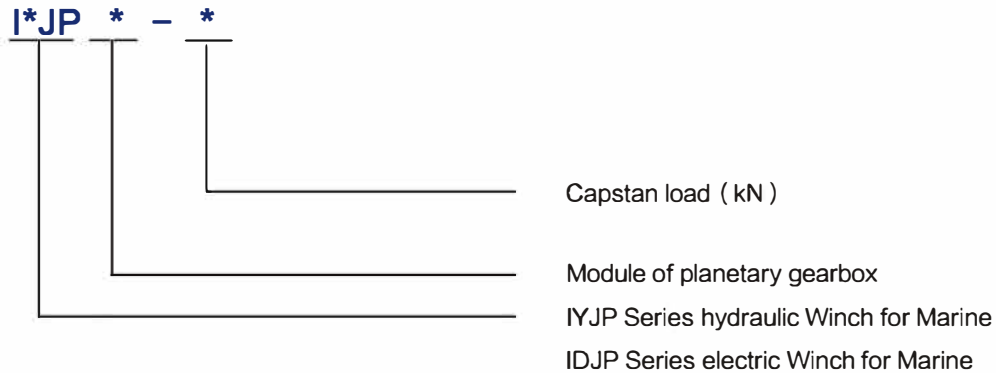 I*JP * - *
Capstan load ( kN )
Module of planetary gearbox
IYJP Series hydraulic Winch for Marine
IDJP Series electric Winch for Marine